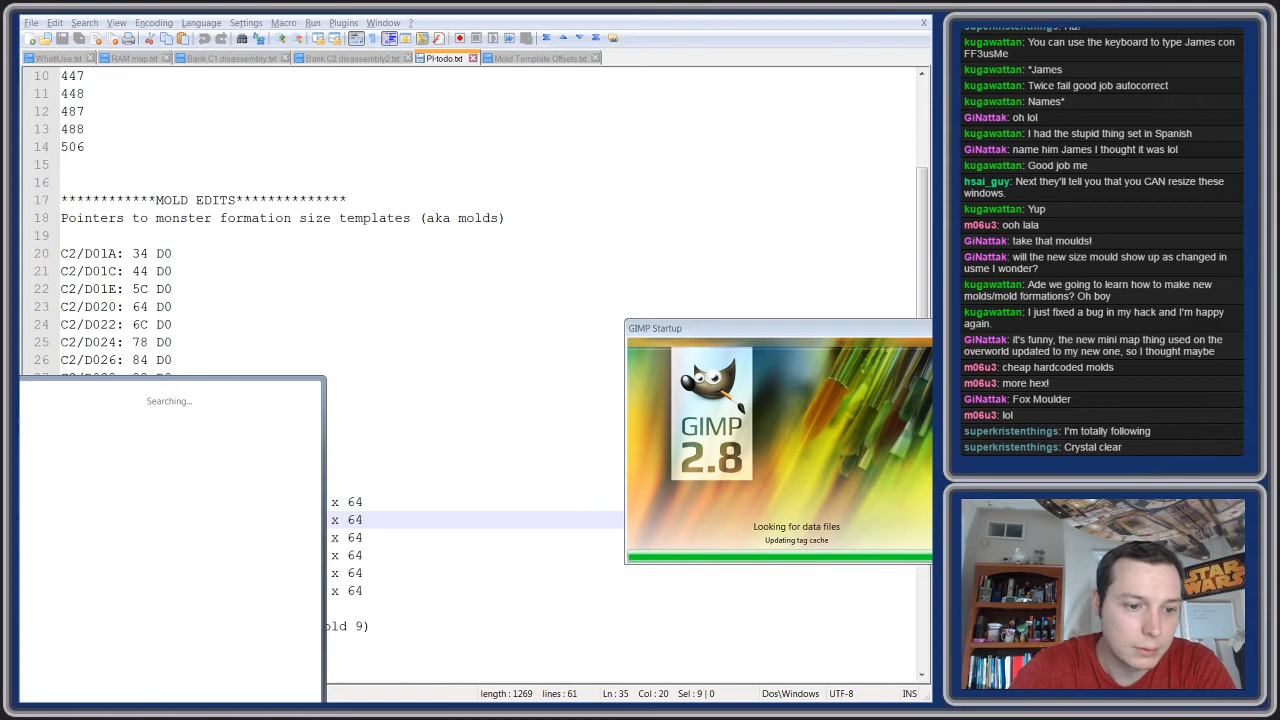 File Edit Search View Encoding Language Settings Macro Run Plugins Window ? X
WhatUse.txt RAM map.txt Bank C1 disassembly.txt Bank C2 disassembly2.txt PI-todo.txt Mold Template Offsets.txt
10 447
11 448
12 487
13 488
14 506
15
16
17 ************MOLD EDITS**************
18 Pointers to monster formation size templates (aka molds)
19
20 C2/D01A: 34 D0
21 C2/D01C: 44 D0
22 C2/D01E: 5C D0
23 C2/D020: 64 D0
24 C2/D022: 6C D0
25 C2/D024: 78 D0
26 C2/D026: 84 D0
Searching...
x 64
x 64
x 64
x 64
x 64
x 64
old 9)
length : 1269 lines : 61 Ln : 35 Col : 20 Sel : 9 | 0 Dos\Windows UTF-8 INS
GIMP Startup
GIMP
2.8
Looking for data files
Updating tag cache
superkristenthings: Ha!
kugawattan: You can use the keyboard to type James con
FF3usMe
kugawattan: *James
kugawattan: Twice fail good job autocorrect
kugawattan: Names*
GiNattak: oh lol
kugawattan: I had the stupid thing set in Spanish
GiNattak: name him James I thought it was lol
kugawattan: Good job me
hsai_guy: Next they'll tell you that you CAN resize these
windows.
kugawattan: Yup
m06u3: ooh lala
GiNattak: take that moulds!
GiNattak: will the new size mould show up as changed in
usme I wonder?
kugawattan: Ade we going to learn how to make new
molds/mold formations? Oh boy
kugawattan: I just fixed a bug in my hack and I'm happy
again.
GiNattak: it's funny, the new mini map thing used on the
overworld updated to my new one, so I thought maybe
m06u3: cheap hardcoded molds
m06u3: more hex!
GiNattak: Fox Moulder
m06u3: lol
superkristenthings: I'm totally following
superkristenthings: Crystal clear
STAR
WARS